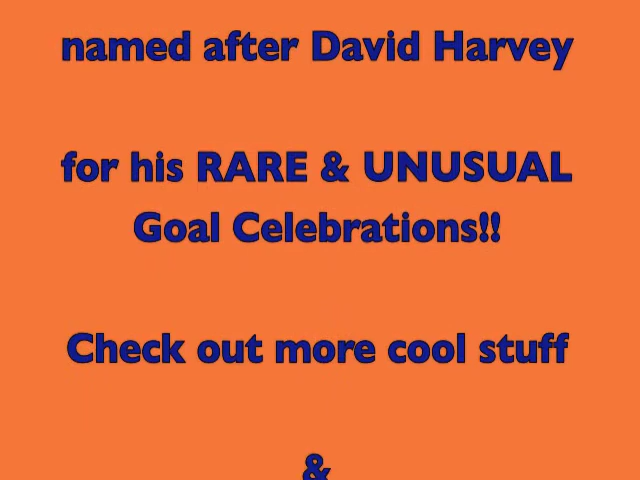 named after David Harvey
for his RARE & UNUSUAL
Goal Celebrations!!
Check out more cool stuff
&